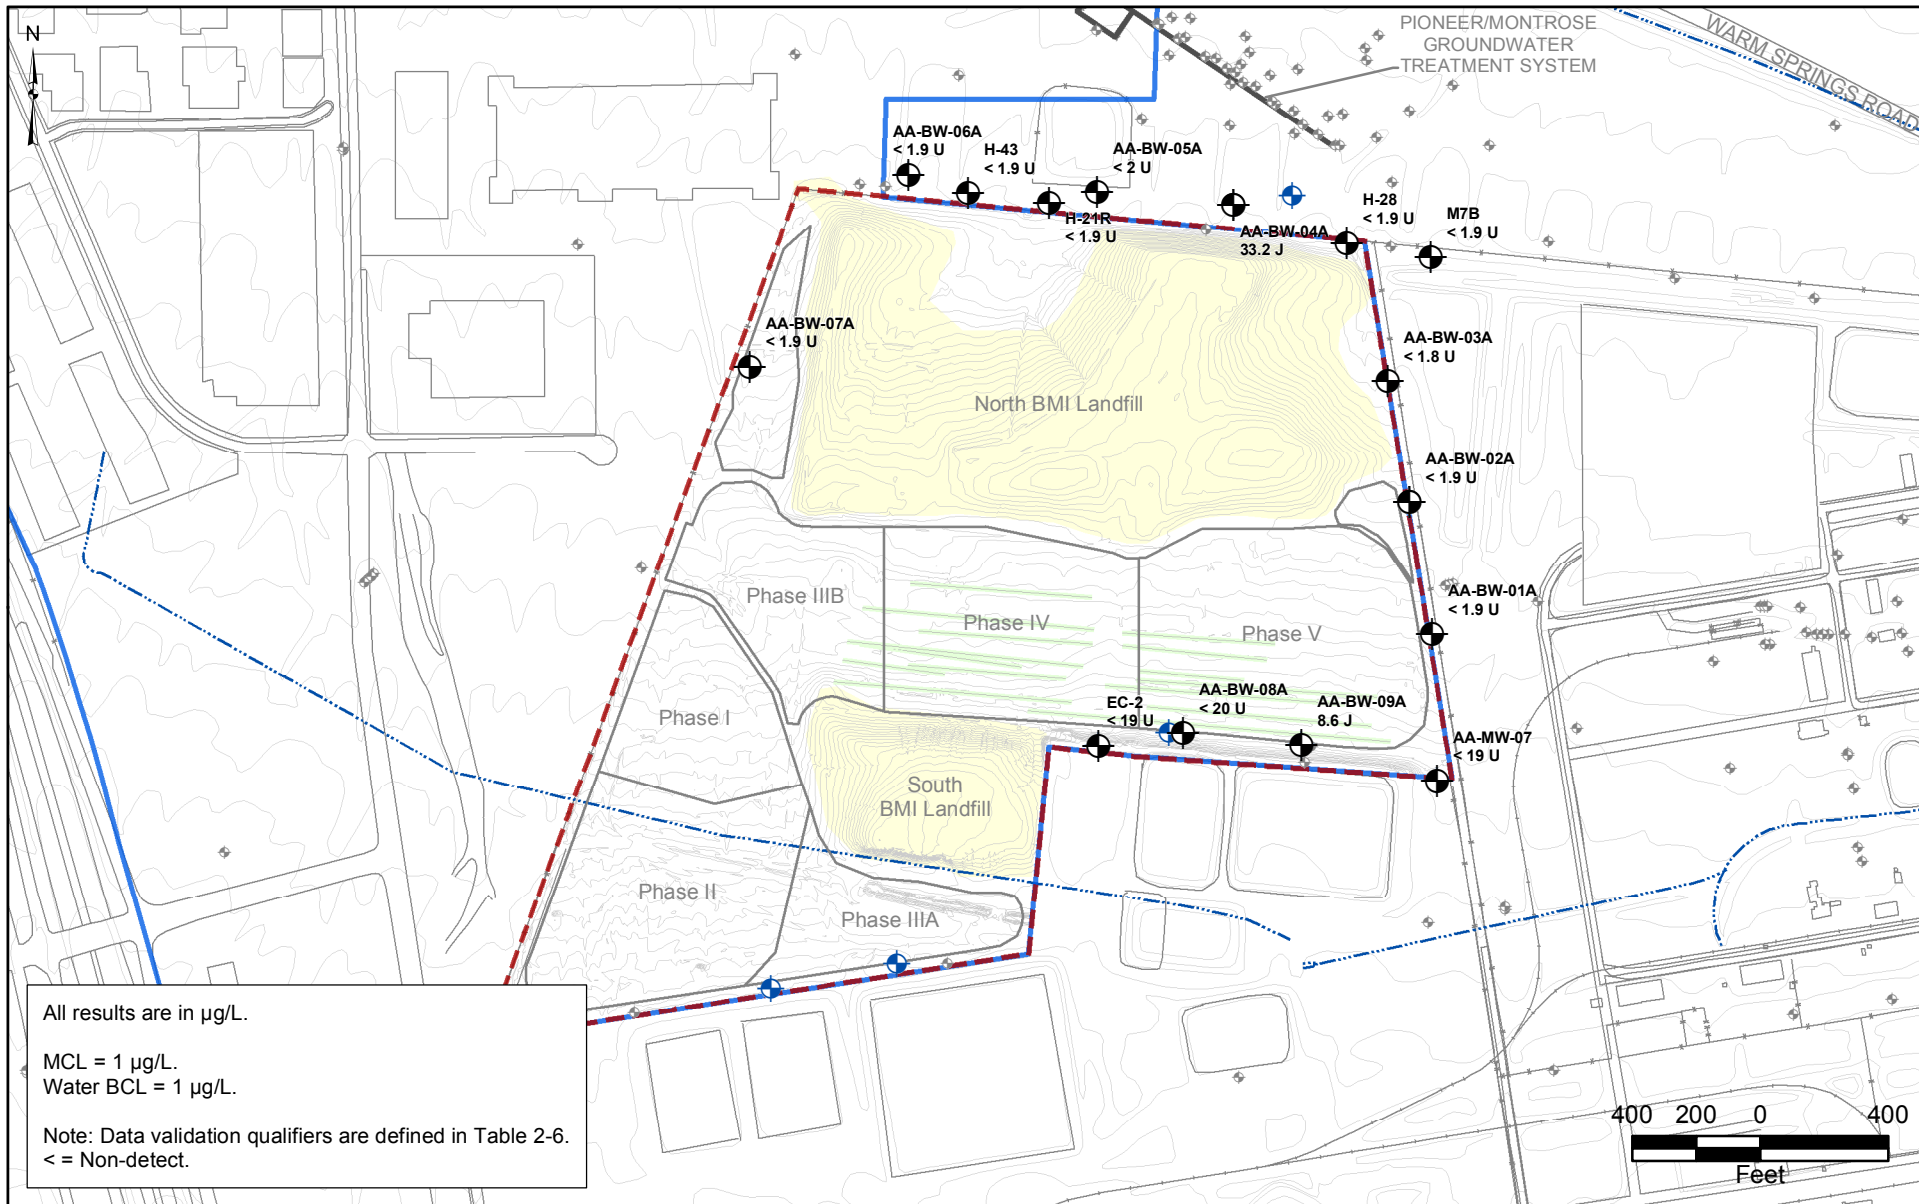 N
PIONEER/MONTROSE
GROUNDWATER
TREATMENT SYSTEM
WARM SPRINGS ROAD
AA-BW-06A
< 1.9 U
H-43
< 1.9 U
AA-BW-05A
< 2 U
H-21R
< 1.9 U
AA-BW-04A
33.2 J
H-28
< 1.9 U
M7B
< 1.9 U
AA-BW-07A
< 1.9 U
AA-BW-03A
< 1.8 U
North BMI Landfill
AA-BW-02A
< 1.9 U
AA-BW-01A
< 1.9 U
Phase IIIB
Phase IV
Phase V
EC-2
< 19 U
AA-BW-08A
< 20 U
AA-BW-09A
8.6 J
AA-MW-07
< 19 U
Phase I
South
BMI Landfill
Phase II
Phase IIIA
All results are in µg/L.
MCL = 1 µg/L.
Water BCL = 1 µg/L.
Note: Data validation qualifiers are defined in Table 2-6.
< = Non-detect.
400 200 0 400
Feet